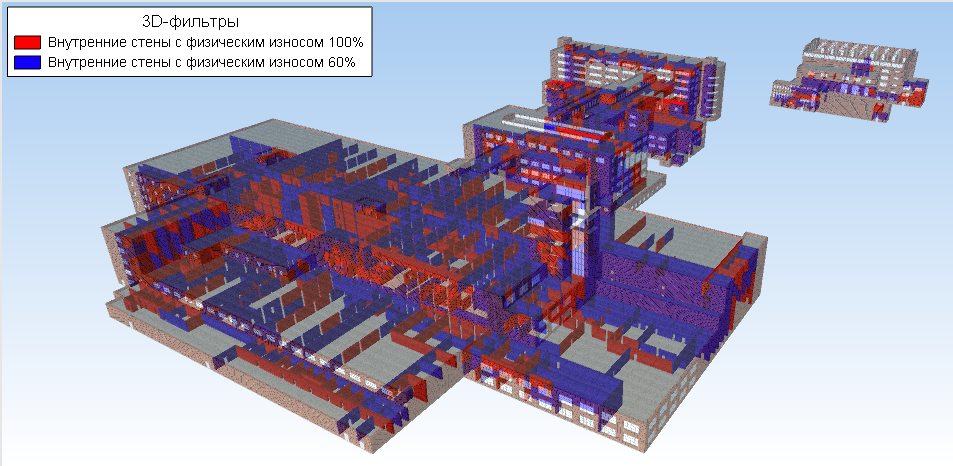 3D-фильтры
Внутренние стены с физическим износом 100%
Внутренние стены с физическим износом 60%